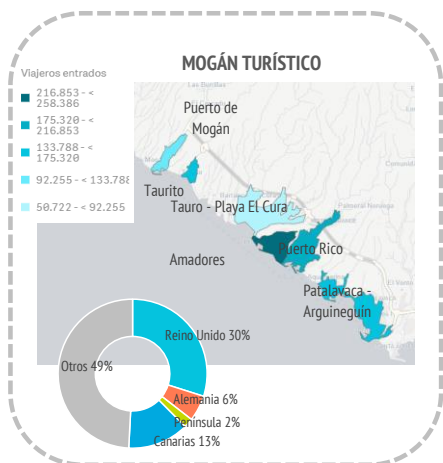 MOGÁN TURÍSTICO
Viajeros entrados
216.853 - <
258.386
175.320 - <
216.853
133.788 - <
175.320
92.255 - < 133.788
50.722 - < 92.255
Puerto de
Mogán
Taurito
Tauro - Playa El Cura
Puerto Rico
Amadores
Patalavaca -
Arguineguín
Reino Unido 30%
Otros 49%
Alemania 6%
Península 2%
Canarias 13%